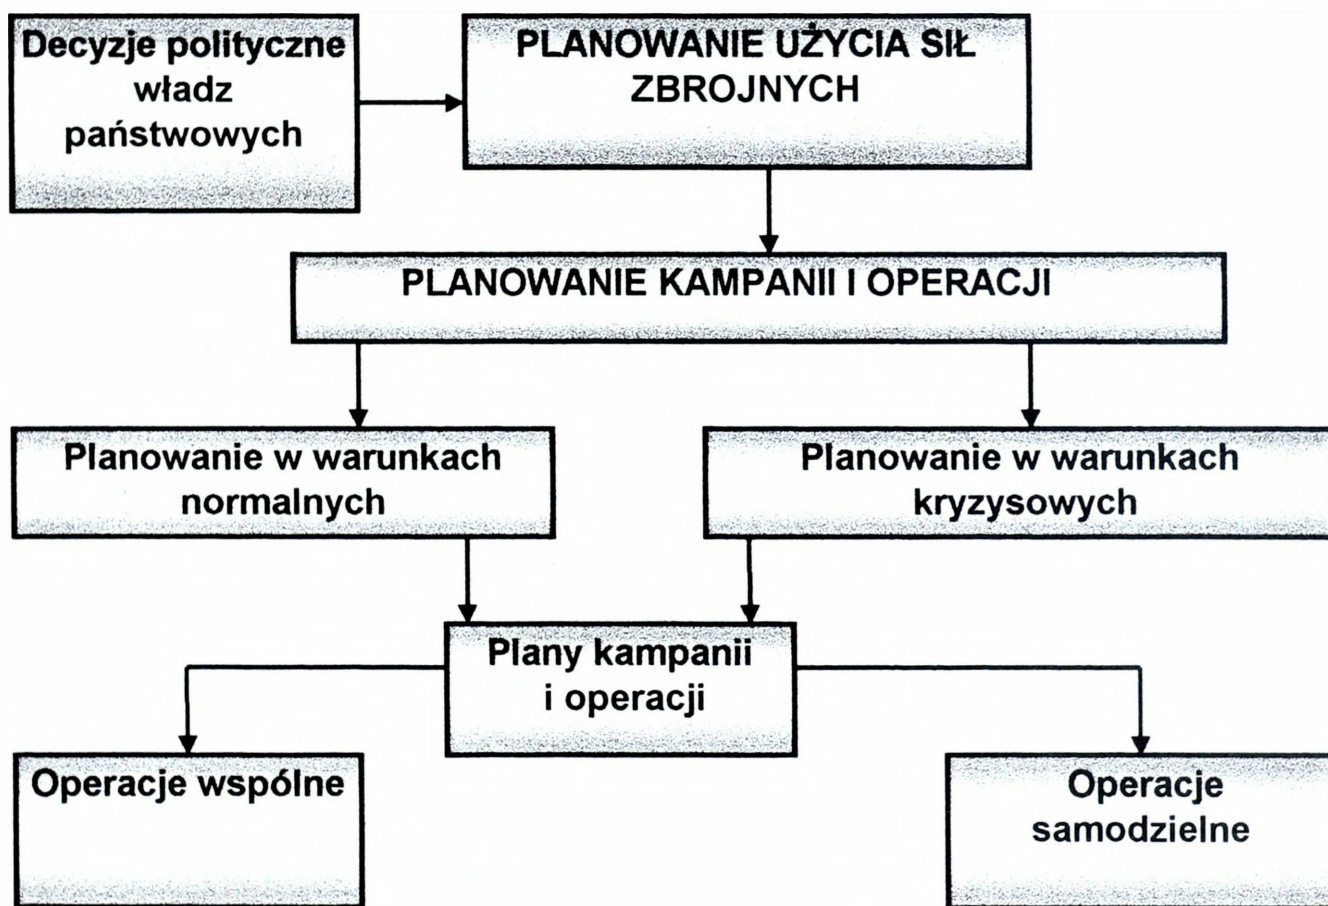 Decyzje polityczne
władz
państwowych
PLANOWANIE UŻYCIA SIŁ
ZBROJNYCH
PLANOWANIE KAMPANII I OPERACJI
Planowanie w warunkach
normalnych
Planowanie w warunkach
kryzysowych
Plany kampanii
i operacji
Operacje wspólne
Operacje
samodzielne